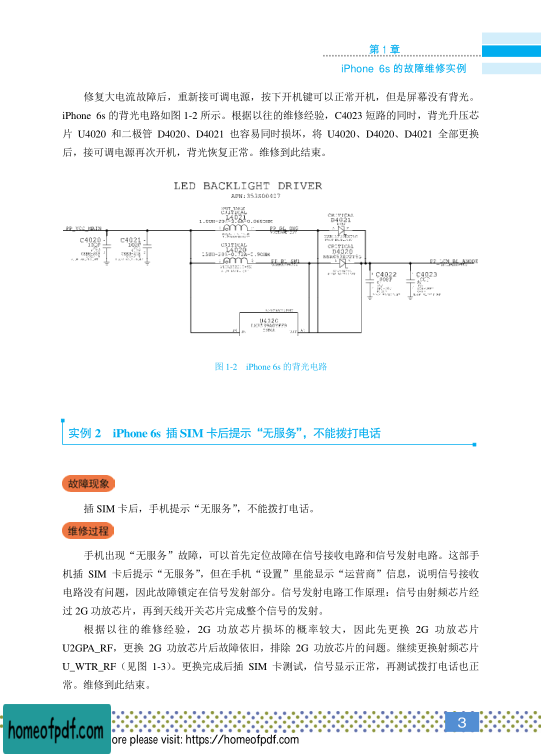 第 1 章
iPhone 6s 的故障维修实例
修复大电流故障后，重新接可调电源，按下开机键可以正常开机，但是屏幕没有背光。
iPhone 6s 的背光电路如图 1-2 所示。根据以往的维修经验，C4023 短路的同时，背光升压芯
片 U4020 和二极管 D4020、D4021 也容易同时损坏，将 U4020、D4020、D4021 全部更换
后，接可调电源再次开机，背光恢复正常。维修到此结束。
LED BACKLIGHT DRIVER
CRITICAL
L4021
CRITICAL
D4021
PP_VCC_MAIN
C4020
C4021
CRITICAL
L4020
CRITICAL
D4020
C4022
C4023
U4020
图 1-2 iPhone 6s 的背光电路
实例 2 iPhone 6s 插 SIM 卡后提示“无服务”，不能拨打电话
故障现象
插 SIM 卡后，手机提示“无服务”，不能拨打电话。
维修过程
手机出现“无服务”故障，可以首先定位故障在信号接收电路和信号发射电路。这部手
机插 SIM 卡后提示“无服务”，但在手机“设置”里能显示“运营商”信息，说明信号接收
电路没有问题，因此故障锁定在信号发射部分。信号发射电路工作原理：信号由射频芯片经
过 2G 功放芯片，再到天线开关芯片完成整个信号的发射。
根据以往的维修经验，2G 功放芯片损坏的概率较大，因此先更换 2G 功放芯片
U2GPA_RF，更换 2G 功放芯片后故障依旧，排除 2G 功放芯片的问题。继续更换射频芯片
U_WTR_RF（见图 1-3）。更换完成后插 SIM 卡测试，信号显示正常，再测试拨打电话也正
常。维修到此结束。
3
homeofpdf.com
ore please visit: https://homeofpdf.com